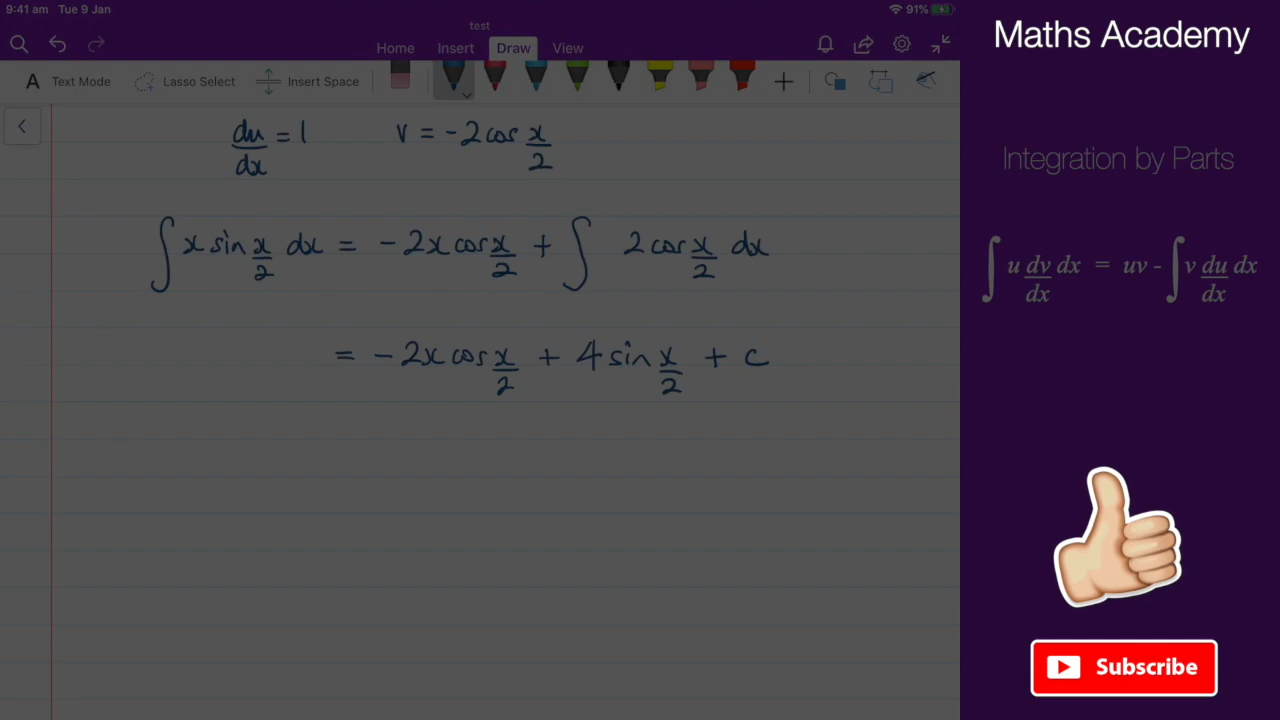 9:41 am Tue 9 Jan
91%
test
Home Insert Draw View
A Text Mode Lasso Select Insert Space
du/dx = 1 v = -2cos x/2
∫ x sin x/2 dx = -2x cos x/2 + ∫ 2 cos x/2 dx
= -2x cos x/2 + 4 sin x/2 + c
Maths Academy
Integration by Parts
∫ u dv/dx dx = uv - ∫ v du/dx dx
Subscribe